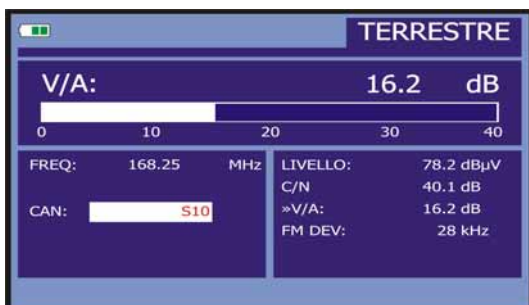 TERRESTRE
V/A: 16.2 dB
0 10 20 30 40
FREQ: 168.25 MHz
CAN: S10
LIVELLO: 78.2 dBµV
C/N 40.1 dB
»V/A: 16.2 dB
FM DEV: 28 kHz